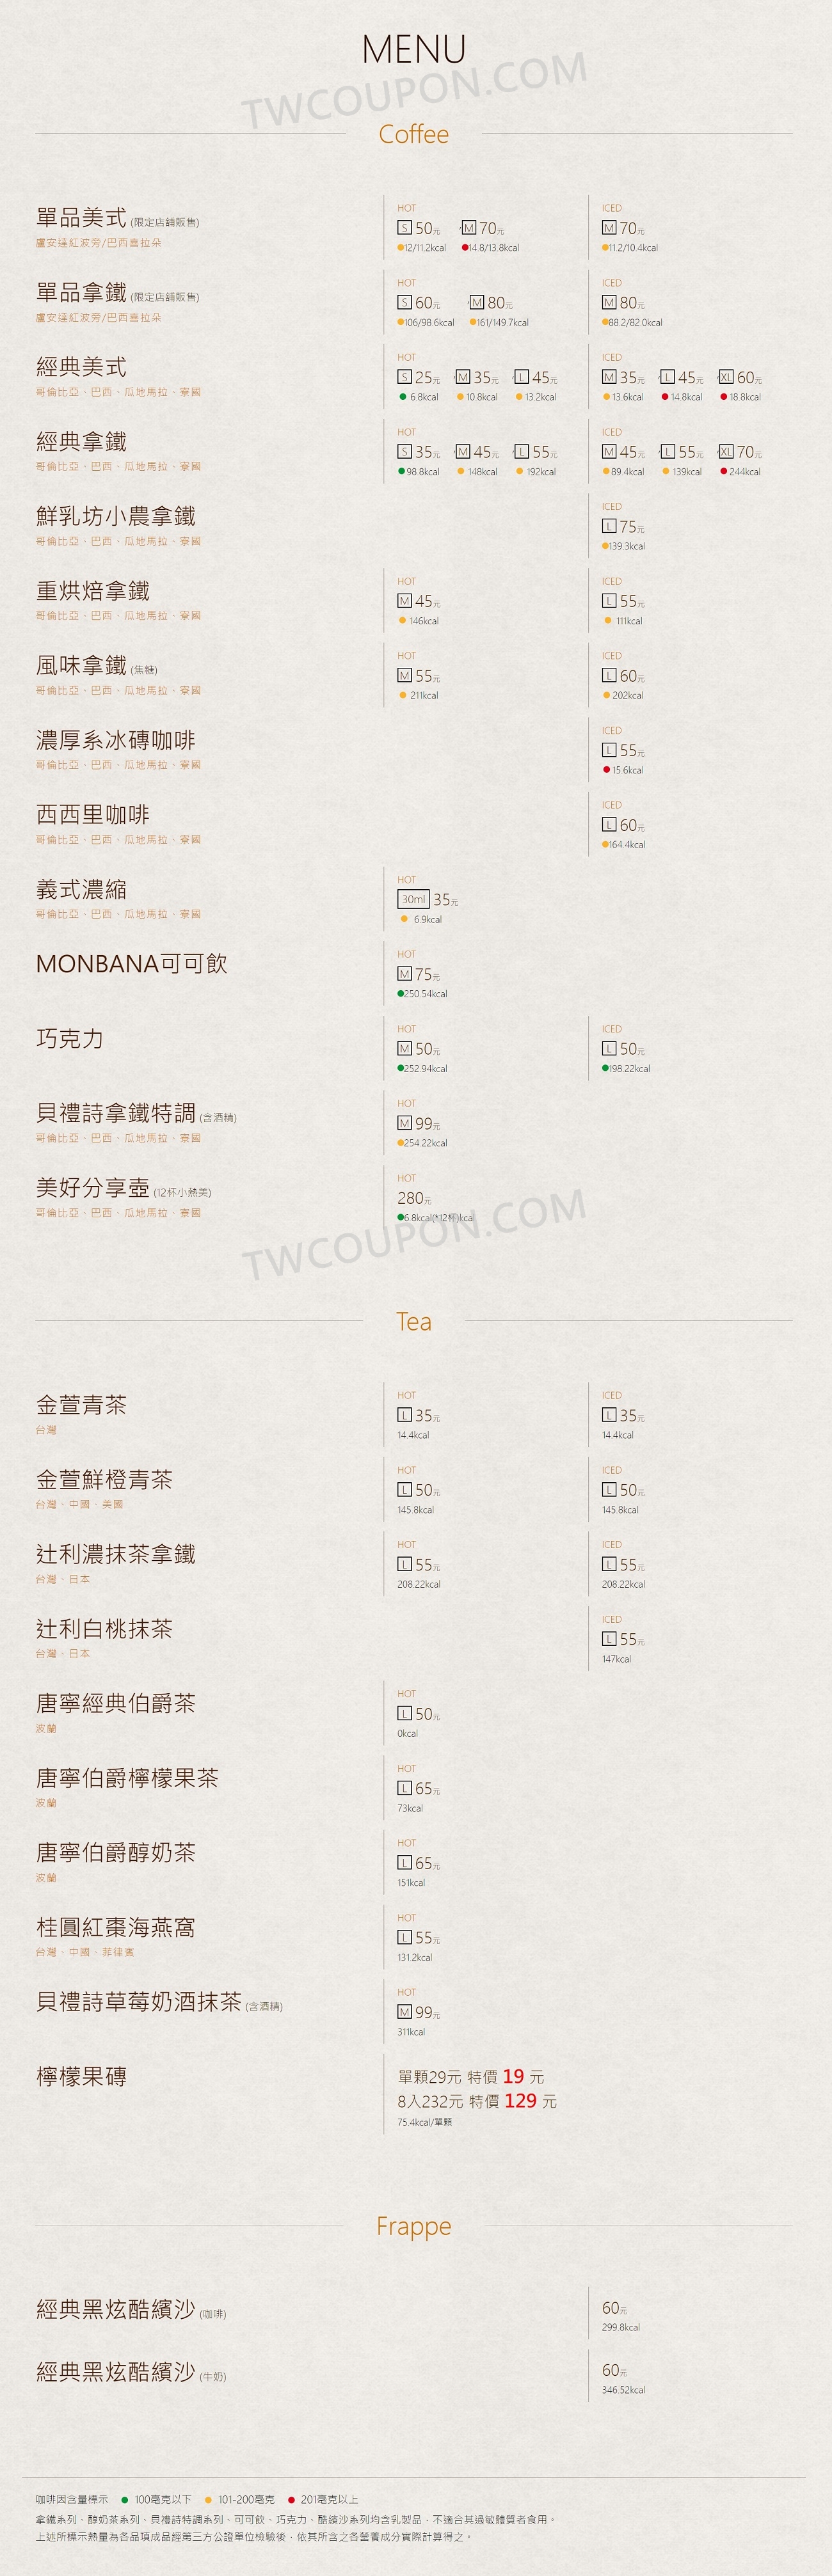 MENU
TWCOUPON.COM
Coffee
單品美式 (限定店舖販售)
盧安達紅波旁/巴西喜拉朵
HOT
S 50元 M 70元
12/11.2kcal 14.8/13.8kcal
ICED
M 70元
11.2/10.4kcal
單品拿鐵 (限定店舖販售)
盧安達紅波旁/巴西喜拉朵
HOT
S 60元 M 80元
106/98.6kcal 161/149.7kcal
ICED
M 80元
88.2/82.0kcal
經典美式
哥倫比亞、巴西、瓜地馬拉、寮國
HOT
S 25元 M 35元 L 45元
6.8kcal 10.8kcal 13.2kcal
ICED
M 35元 L 45元 XL 60元
13.6kcal 14.8kcal 18.8kcal
經典拿鐵
哥倫比亞、巴西、瓜地馬拉、寮國
HOT
S 35元 M 45元 L 55元
98.8kcal 148kcal 192kcal
ICED
M 45元 L 55元 XL 70元
89.4kcal 139kcal 244kcal
鮮乳坊小農拿鐵
哥倫比亞、巴西、瓜地馬拉、寮國
ICED
L 75元
139.3kcal
重烘焙拿鐵
哥倫比亞、巴西、瓜地馬拉、寮國
HOT
M 45元
146kcal
ICED
L 55元
111kcal
風味拿鐵 (焦糖)
哥倫比亞、巴西、瓜地馬拉、寮國
HOT
M 55元
211kcal
ICED
L 60元
202kcal
濃厚系冰磚咖啡
哥倫比亞、巴西、瓜地馬拉、寮國
ICED
L 55元
15.6kcal
西西里咖啡
哥倫比亞、巴西、瓜地馬拉、寮國
ICED
L 60元
164.4kcal
義式濃縮
哥倫比亞、巴西、瓜地馬拉、寮國
HOT
30ml 35元
6.9kcal
MONBANA可可飲
HOT
M 75元
250.54kcal
巧克力
HOT
M 50元
252.94kcal
ICED
L 50元
198.22kcal
貝禮詩拿鐵特調 (含酒精)
哥倫比亞、巴西、瓜地馬拉、寮國
HOT
M 99元
254.22kcal
美好分享壺 (12杯小熱美)
哥倫比亞、巴西、瓜地馬拉、寮國
HOT
280元
6.8kcal(*12杯)kcal
TWCOUPON.COM
Tea
金萱青茶
台灣
HOT
L 35元
14.4kcal
ICED
L 35元
14.4kcal
金萱鮮橙青茶
台灣、中國、美國
HOT
L 50元
145.8kcal
ICED
L 50元
145.8kcal
辻利濃抹茶拿鐵
台灣、日本
HOT
L 55元
208.22kcal
ICED
L 55元
208.22kcal
辻利白桃抹茶
台灣、日本
ICED
L 55元
147kcal
唐寧經典伯爵茶
波蘭
HOT
L 50元
0kcal
唐寧伯爵檸檬果茶
波蘭
HOT
L 65元
73kcal
唐寧伯爵醇奶茶
波蘭
HOT
L 65元
151kcal
桂圓紅棗海燕窩
台灣、中國、菲律賓
HOT
L 55元
131.2kcal
貝禮詩草莓奶酒抹茶 (含酒精)
HOT
M 99元
311kcal
檸檬果磚
單顆29元 特價 19 元
8入232元 特價 129 元
75.4kcal/單顆
Frappe
經典黑炫酷繽沙 (咖啡)
60元
299.8kcal
經典黑炫酷繽沙 (牛奶)
60元
346.52kcal
咖啡因含量標示 100毫克以下 101-200毫克 201毫克以上
拿鐵系列、醇奶茶系列、貝禮詩特調系列、可可飲、巧克力、酷繽沙系列均含乳製品，不適合其過敏體質者食用。
上述所標示熱量為各品項成品經第三方公證單位檢驗後，依其所含之各營養成分實際計算得之。